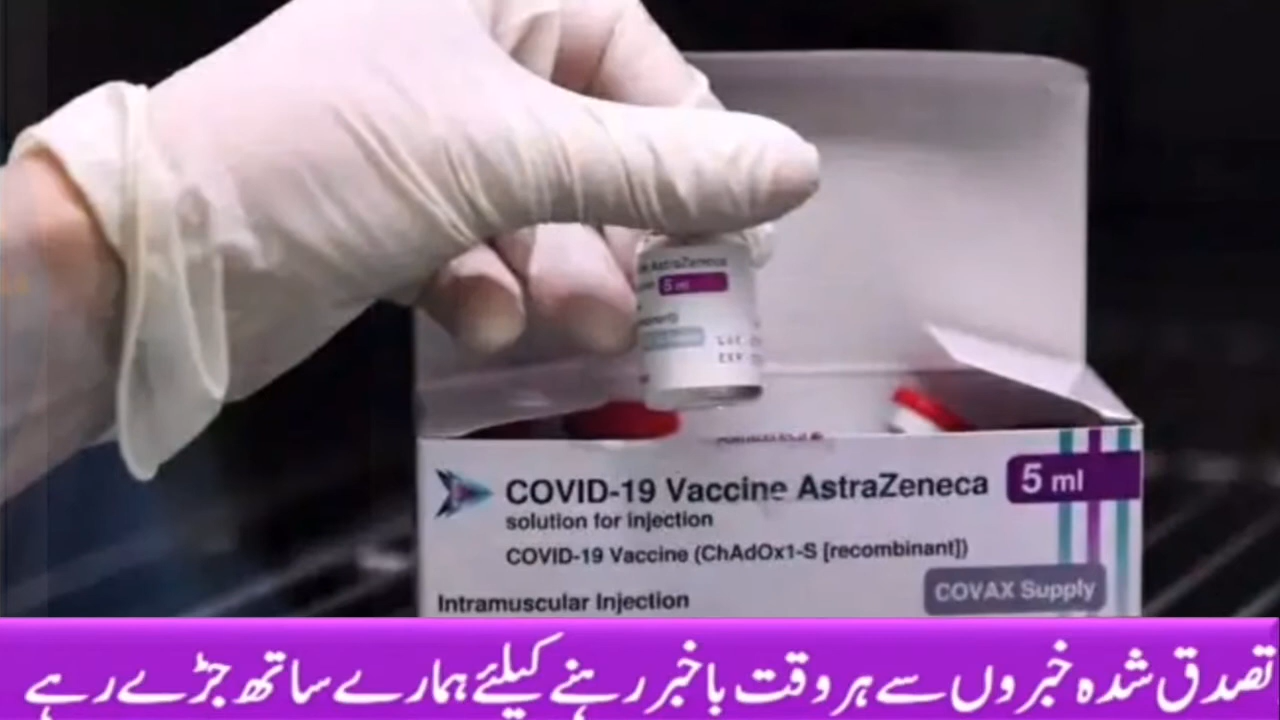 AstraZeneca
5 ml
COVID-19 Vaccine AstraZeneca 5 ml
solution for injection
COVID-19 Vaccine (ChAdOx1-S [recombinant])
COVAX Supply
Intramuscular Injection
تصدق شدہ خبروں سے ہر وقت باخبر رہنے کیلئے ہمارے ساتھ جڑے رہے